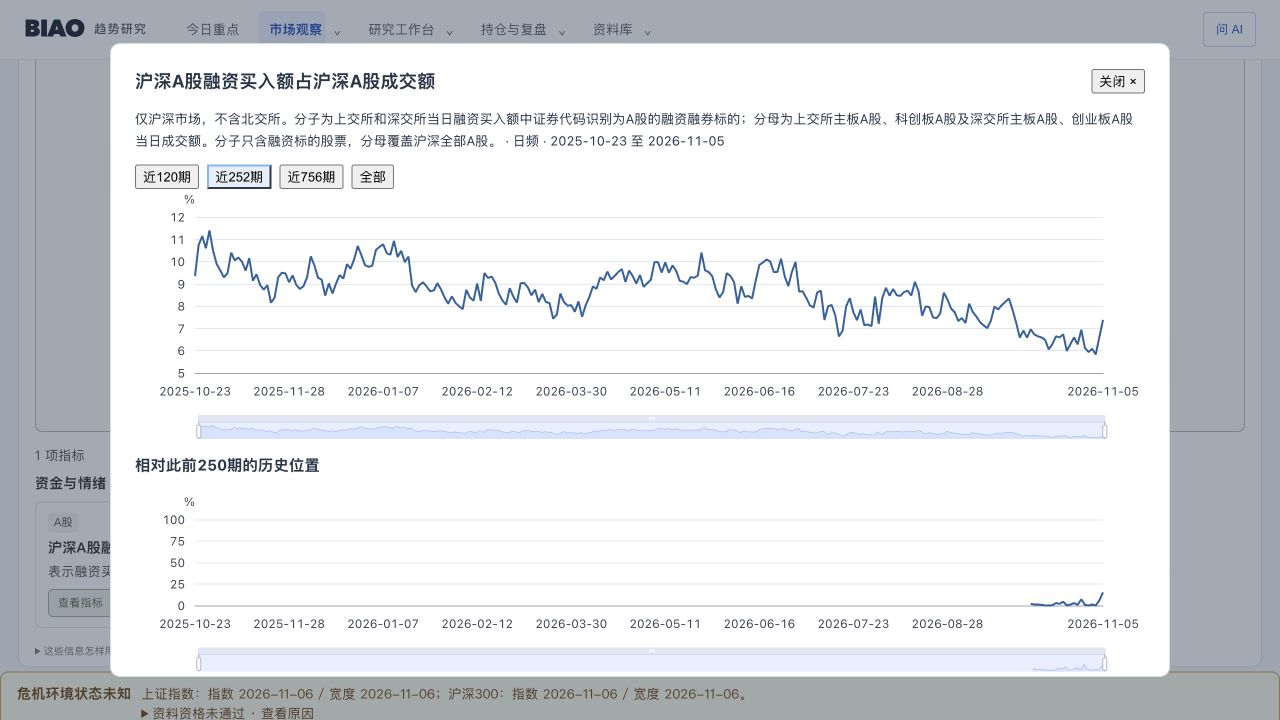 BIAO 趋势研究 今日重点 市场观察 研究工作台 持仓与复盘 资料库 问 AI
沪深A股融资买入额占沪深A股成交额 关闭 ×
仅沪深市场，不含北交所。分子为上交所和深交所当日融资买入额中证券代码识别为A股的融资融券标的；分母为上交所主板A股、科创板A股及深交所主板A股、创业板A股
当日成交额。分子只含融资标的股票，分母覆盖沪深全部A股。 · 日频 · 2025-10-23 至 2026-11-05
近120期 近252期 近756期 全部
%
12
11
10
9
8
7
6
5
2025-10-23 2025-11-28 2026-01-07 2026-02-12 2026-03-30 2026-05-11 2026-06-16 2026-07-23 2026-08-28 2026-11-05
相对此前250期的历史位置
1 项指标
资金与情绪
%
100
75
50
25
0
2025-10-23 2025-11-28 2026-01-07 2026-02-12 2026-03-30 2026-05-11 2026-06-16 2026-07-23 2026-08-28 2026-11-05
A股
沪深A股融
表示融资买
查看指标
▶ 这些信息怎样用
危机环境状态未知 上证指数：指数 2026-11-06 / 宽度 2026-11-06；沪深300：指数 2026-11-06 / 宽度 2026-11-06。
▶ 资料资格未通过 · 查看原因